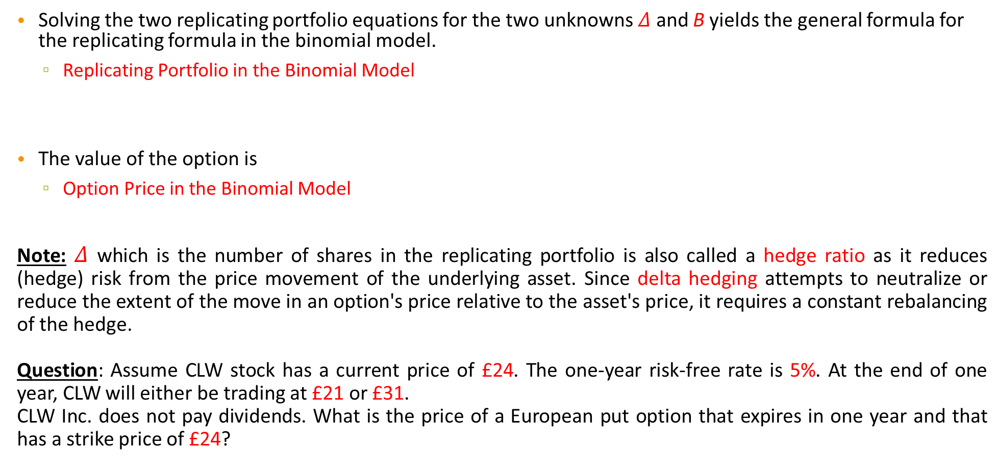 • Solving the two replicating portfolio equations for the two unknowns Δ and B yields the general formula for
the replicating formula in the binomial model.
▫ Replicating Portfolio in the Binomial Model
• The value of the option is
▫ Option Price in the Binomial Model
Note: Δ which is the number of shares in the replicating portfolio is also called a hedge ratio as it reduces
(hedge) risk from the price movement of the underlying asset. Since delta hedging attempts to neutralize or
reduce the extent of the move in an option's price relative to the asset's price, it requires a constant rebalancing
of the hedge.
Question: Assume CLW stock has a current price of £24. The one-year risk-free rate is 5%. At the end of one
year, CLW will either be trading at £21 or £31.
CLW Inc. does not pay dividends. What is the price of a European put option that expires in one year and that
has a strike price of £24?